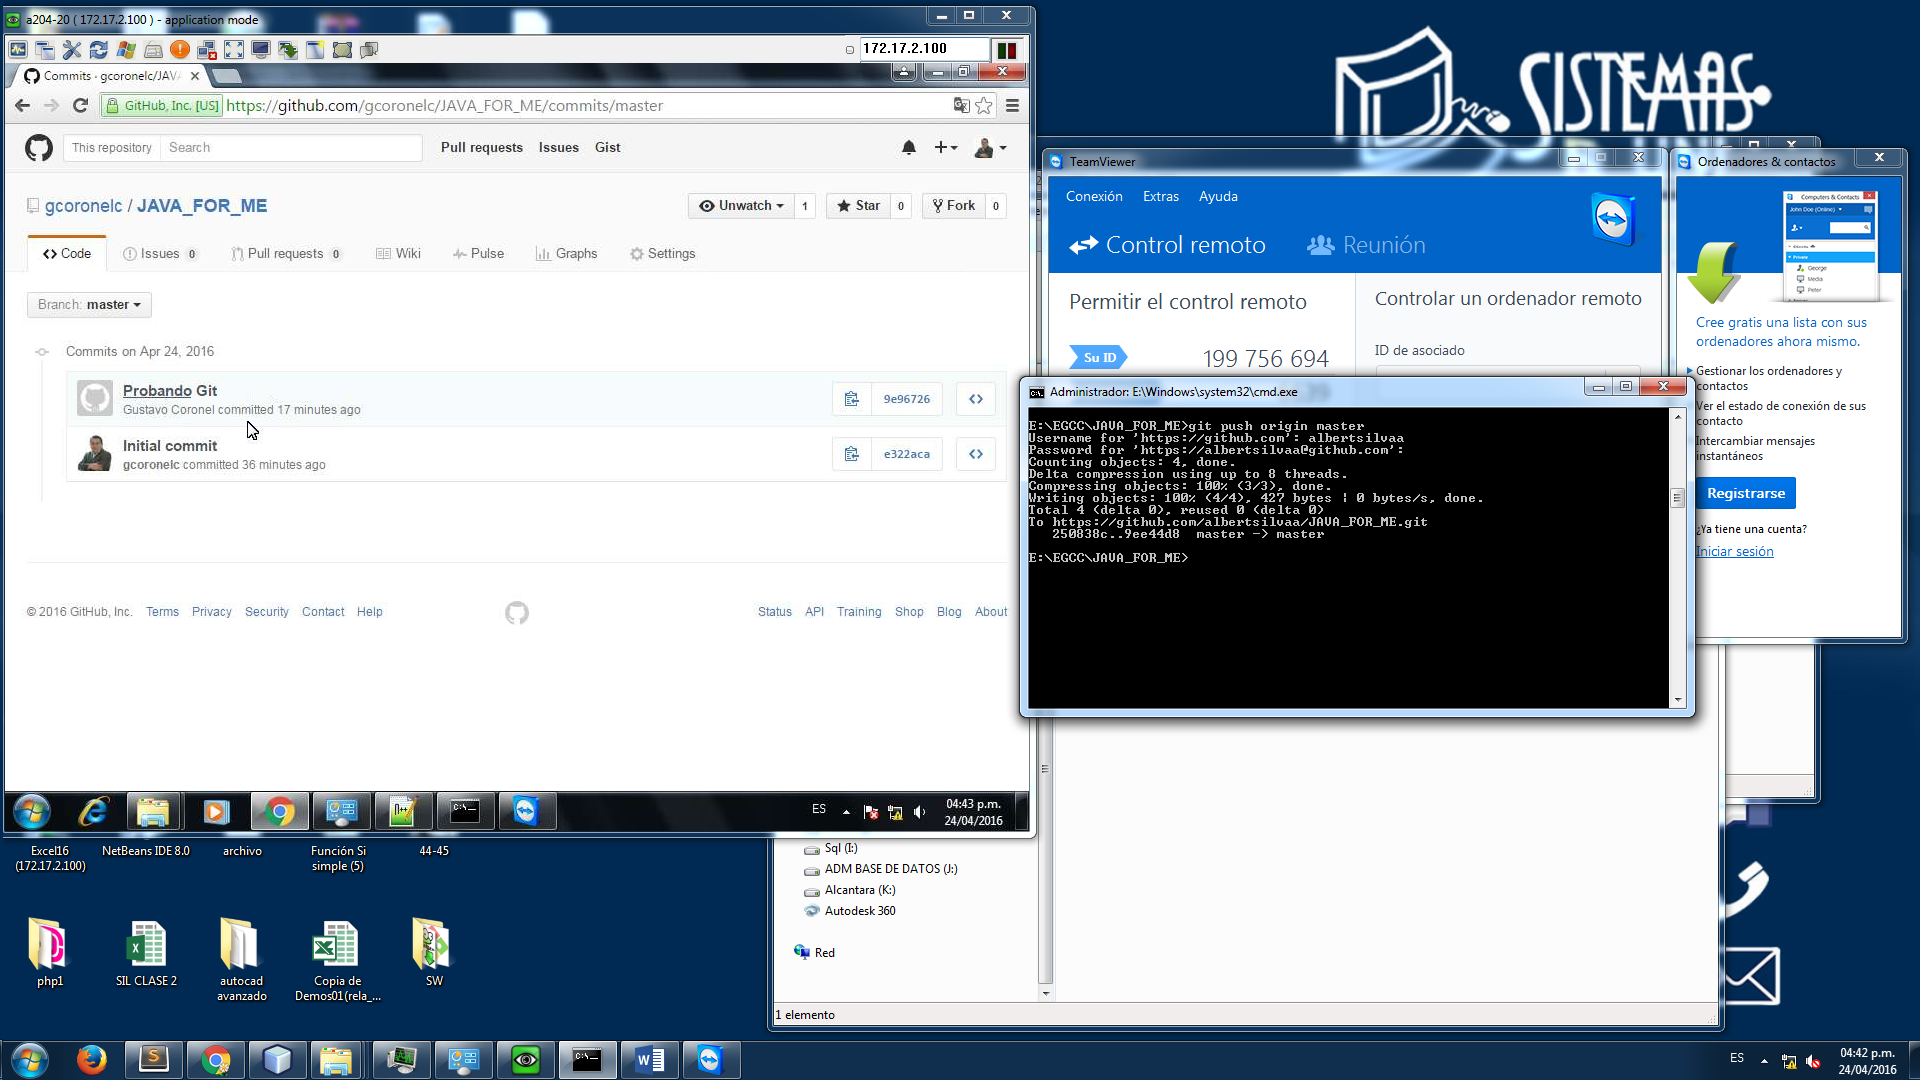 a204-20 ( 172.17.2.100 ) - application mode
172.17.2.100
Commits · gcoronelc/JAVA
GitHub, Inc. [US]
https://github.com/gcoronelc/JAVA_FOR_ME/commits/master
This repository
Search
Pull requests
Issues
Gist
gcoronelc / JAVA_FOR_ME
Unwatch
1
Star
0
Fork
0
Code
Issues 0
Pull requests 0
Wiki
Pulse
Graphs
Settings
Branch: master
Commits on Apr 24, 2016
Probando Git
Gustavo Coronel committed 17 minutes ago
9e96726
Initial commit
gcoronelc committed 36 minutes ago
e322aca
© 2016 GitHub, Inc.
Terms
Privacy
Security
Contact
Help
Status
API
Training
Shop
Blog
About
ES
04:43 p.m.
24/04/2016
SISTEMAS
TeamViewer
Conexión
Extras
Ayuda
Control remoto
Reunión
Permitir el control remoto
Su ID
199 756 694
Controlar un ordenador remoto
ID de asociado
Ordenadores & contactos
Computers & Contacts
John Doe (Online)
Private
George
Media
Peter
Cree gratis una lista con sus
ordenadores ahora mismo.
Gestionar los ordenadores y
contactos
Ver el estado de conexión de sus
contacto
Intercambiar mensajes
instantáneos
Registrarse
¿Ya tiene una cuenta?
Iniciar sesión
Administrador: E:\Windows\system32\cmd.exe
E:\EGCC\JAVA_FOR_ME>git push origin master
Username for 'https://github.com': albertsilvaa
Password for 'https://albertsilvaa@github.com':
Counting objects: 4, done.
Delta compression using up to 8 threads.
Compressing objects: 100% (3/3), done.
Writing objects: 100% (4/4), 427 bytes | 0 bytes/s, done.
Total 4 (delta 0), reused 0 (delta 0)
To https://github.com/albertsilvaa/JAVA_FOR_ME.git
250838c..9ee44d8 master -> master
E:\EGCC\JAVA_FOR_ME>
Excel16
(172.17.2.100)
NetBeans IDE 8.0
archivo
Función Si
simple (5)
44-45
php1
SIL CLASE 2
autocad
avanzado
Copia de
Demos01(rela_...
SW
Sql (I:)
ADM BASE DE DATOS (J:)
Alcantara (K:)
Autodesk 360
Red
1 elemento
ES
04:42 p.m.
24/04/2016